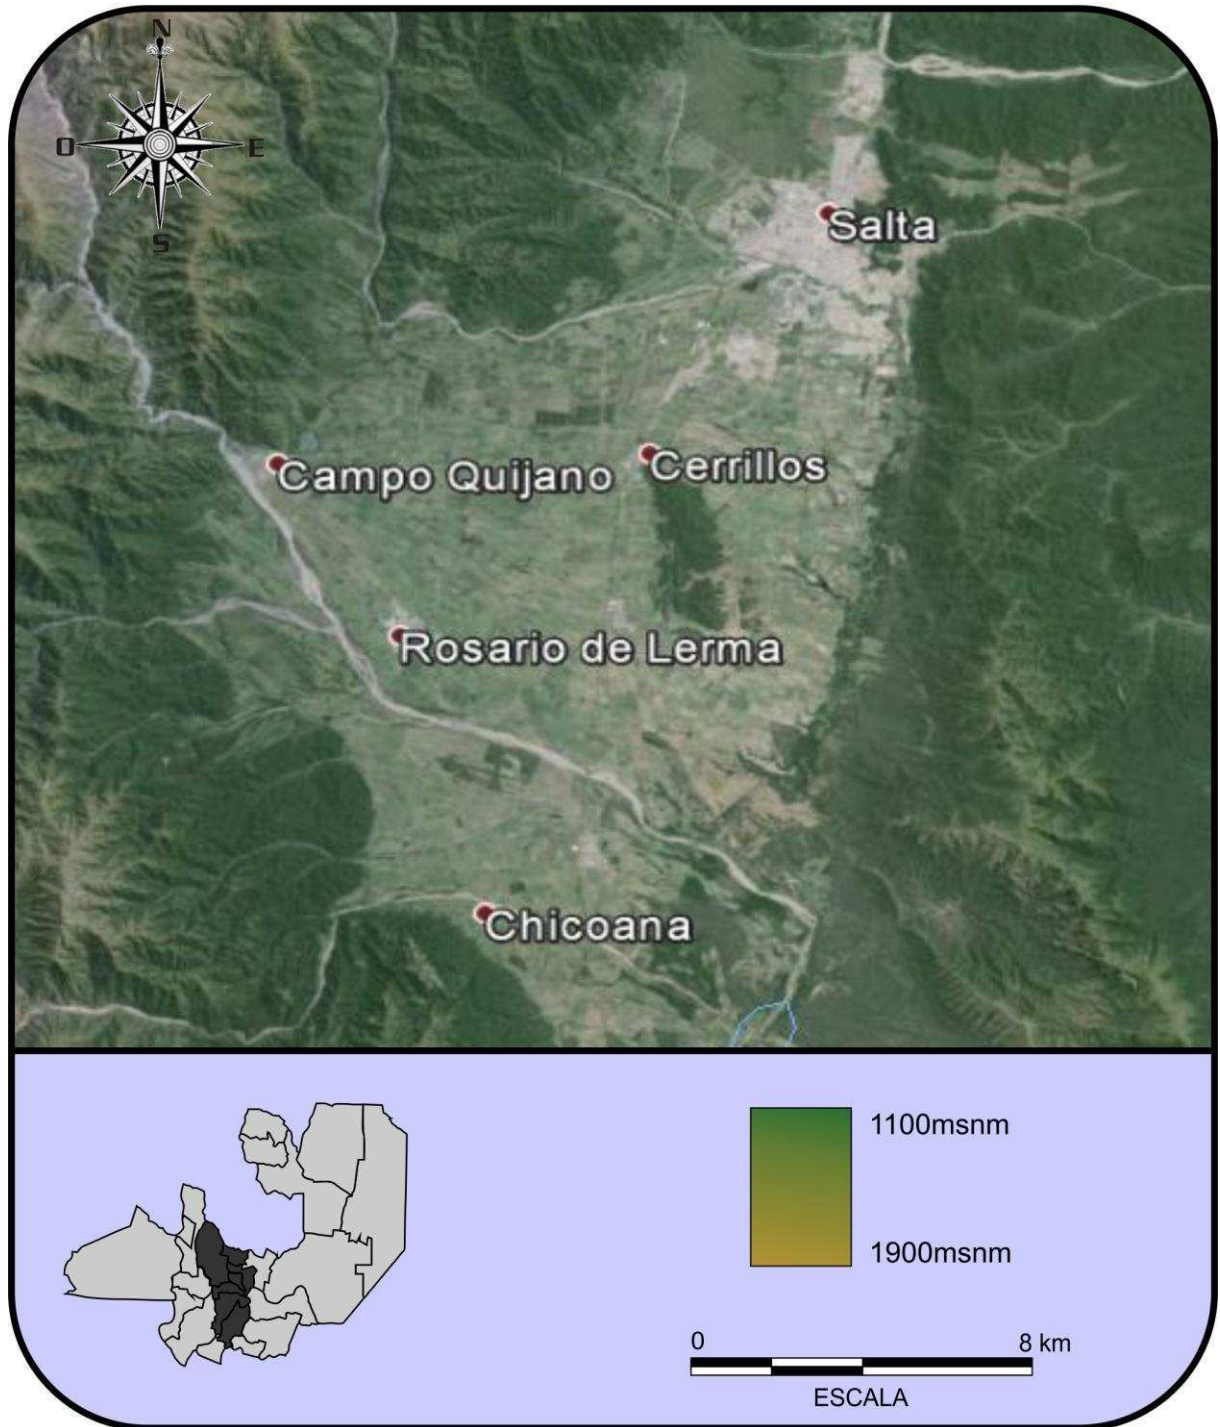 N
O
E
S
Salta
Campo Quijano
Cerrillos
Rosario de Lerma
Chicoana
1100msnm
1900msnm
0
8 km
ESCALA